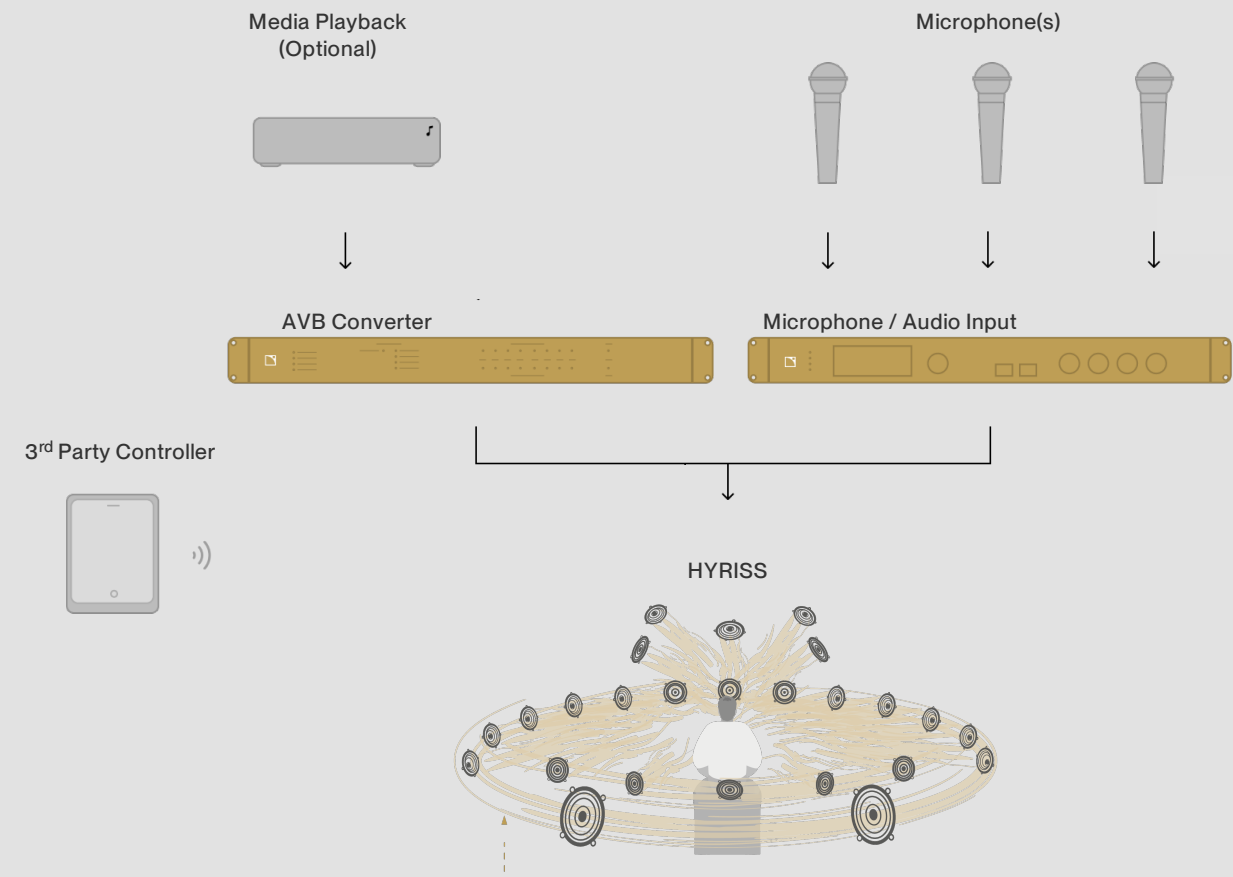 Media Playback
(Optional)
Microphone(s)
AVB Converter
Microphone / Audio Input
3rd Party Controller
HYRISS